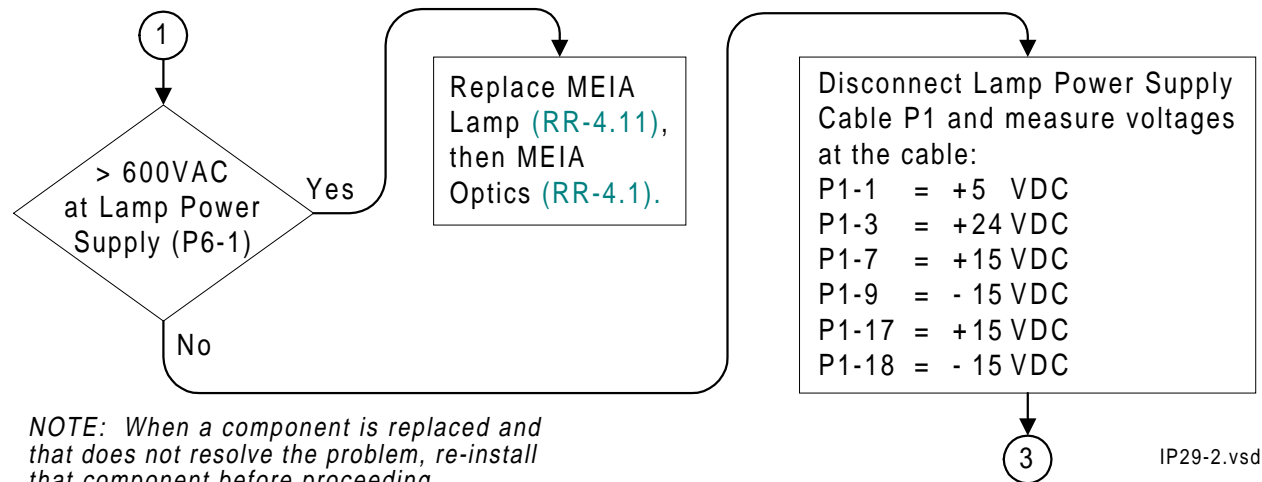 1
> 600VAC
at Lamp Power
Supply (P6-1)
Yes
No
Replace MEIA
Lamp (RR-4.11),
then MEIA
Optics (RR-4.1).
Disconnect Lamp Power Supply
Cable P1 and measure voltages
at the cable:
P1-1 = +5 VDC
P1-3 = +24 VDC
P1-7 = +15 VDC
P1-9 = - 15 VDC
P1-17 = +15 VDC
P1-18 = - 15 VDC
3
NOTE: When a component is replaced and
that does not resolve the problem, re-install
that component before proceeding
IP29-2.vsd